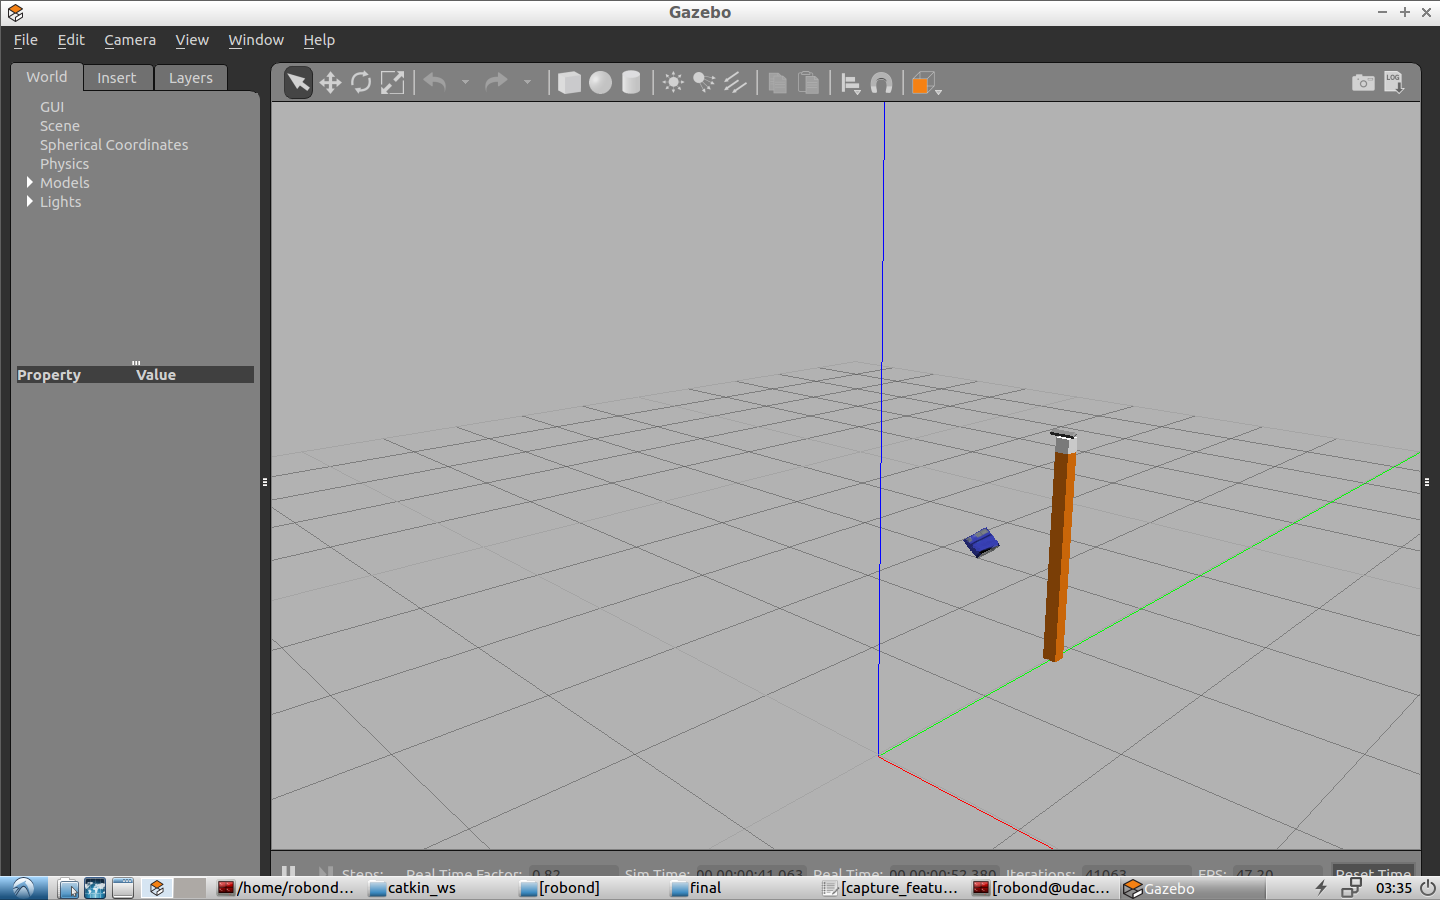 Gazebo
File Edit Camera View Window Help
World Insert Layers
LOG
GUI
Scene
Spherical Coordinates
Physics
Models
Lights
Property Value
Steps: Real Time Factor: 0.82 Sim Time: 00 00:00:41.063 Real Time: 00 00:00:52.380 Iterations: 41063 FPS: 47.20 Reset Time
/home/robond... catkin_ws [robond] final [capture_featu... [robond@udac... Gazebo 03:35